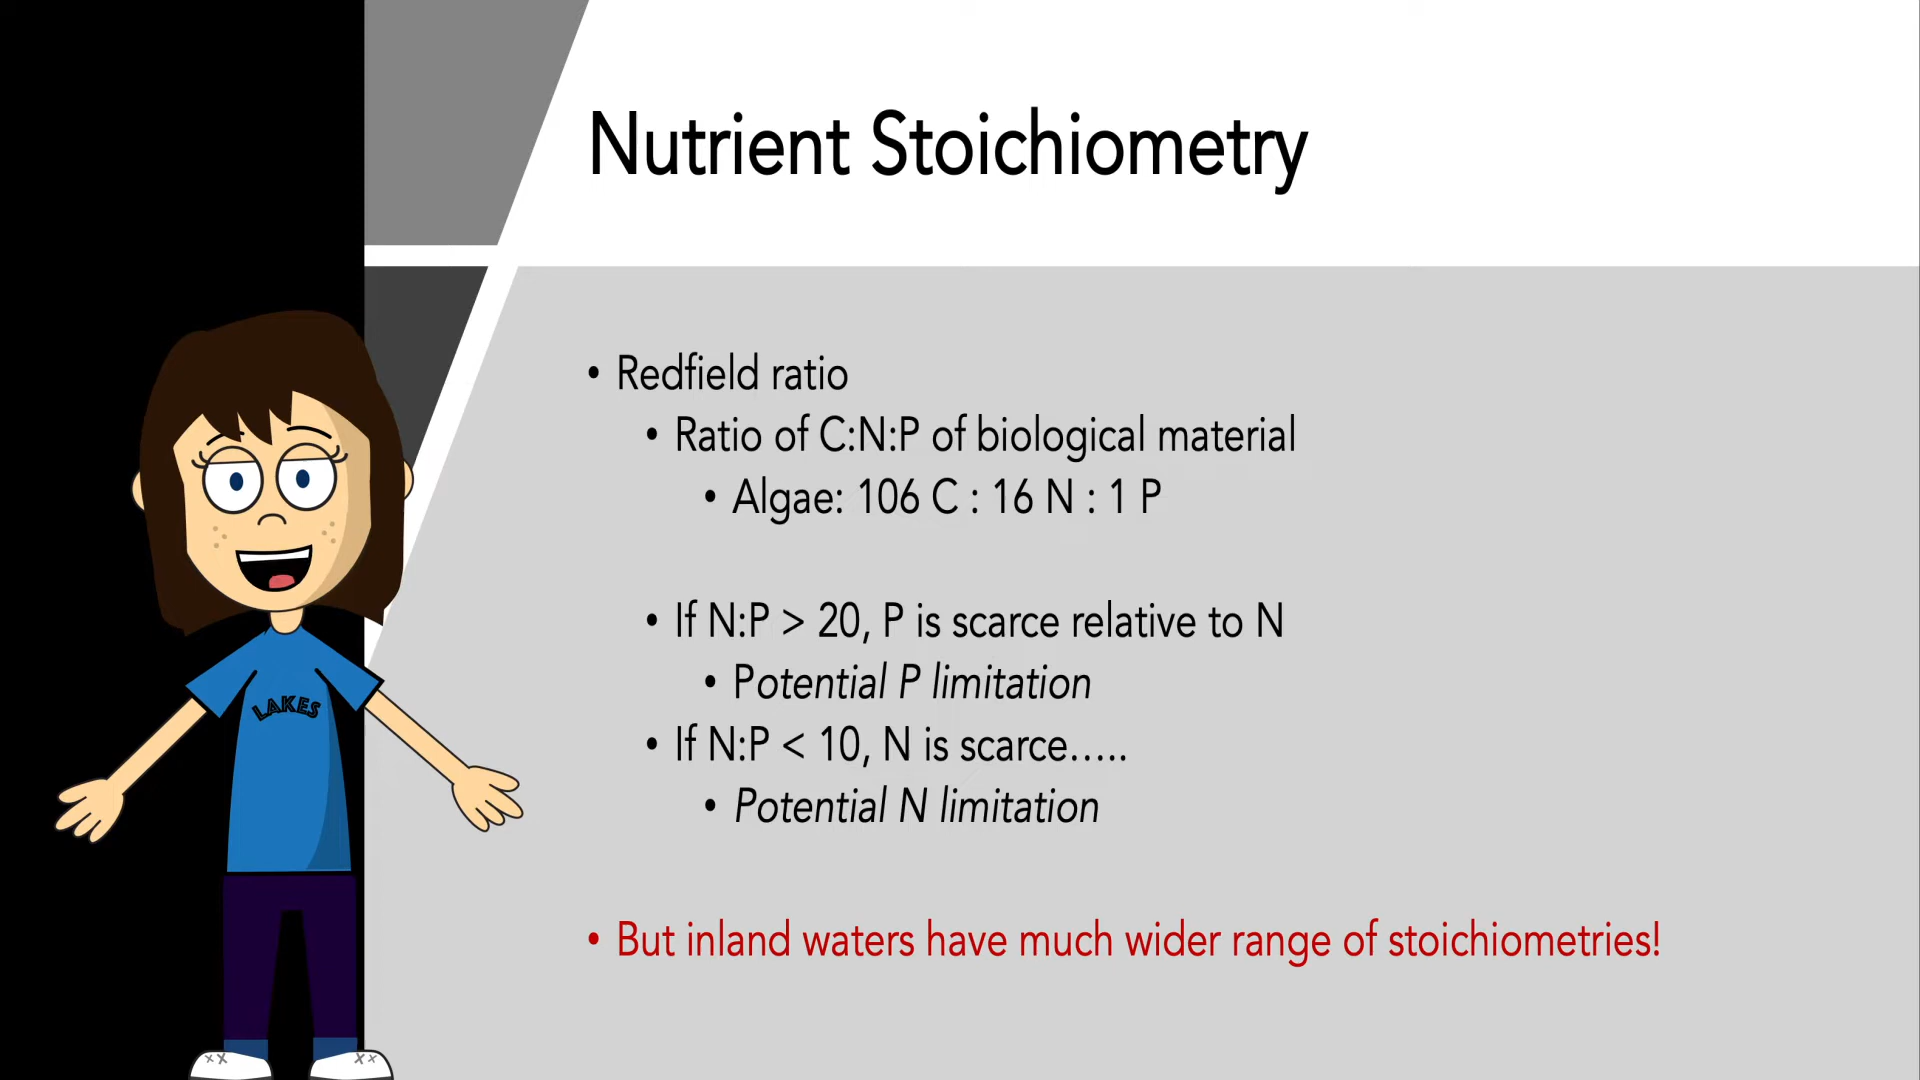 Nutrient Stoichiometry
• Redfield ratio
• Ratio of C:N:P of biological material
• Algae: 106 C : 16 N : 1 P
• If N:P > 20, P is scarce relative to N
• Potential P limitation
• If N:P < 10, N is scarce…..
• Potential N limitation
• But inland waters have much wider range of stoichiometries!
LAKES